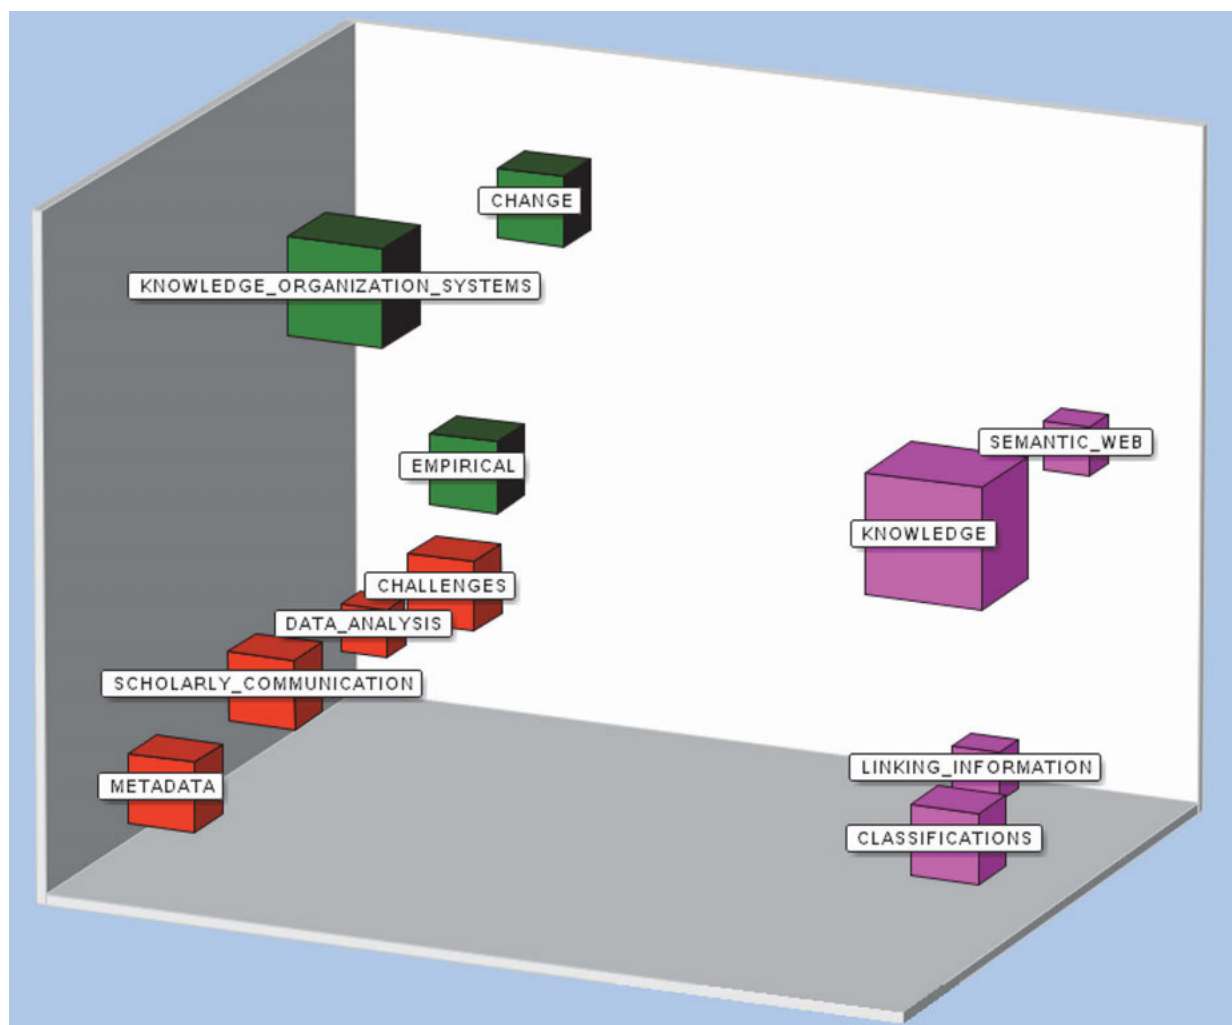 CHANGE
KNOWLEDGE_ORGANIZATION_SYSTEMS
SEMANTIC_WEB
EMPIRICAL
KNOWLEDGE
CHALLENGES
DATA_ANALYSIS
SCHOLARLY_COMMUNICATION
LINKING_INFORMATION
METADATA
CLASSIFICATIONS